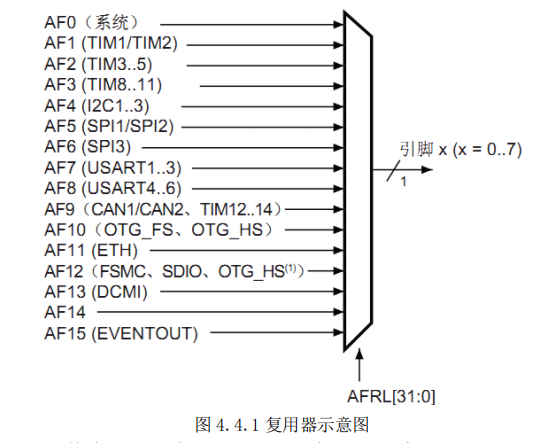 AF0（系统）
AF1 (TIM1/TIM2)
AF2 (TIM3..5)
AF3 (TIM8..11)
AF4 (I2C1..3)
AF5 (SPI1/SPI2)
AF6 (SPI3)
AF7 (USART1..3)
AF8 (USART4..6)
AF9 (CAN1/CAN2、TIM12..14)
AF10（OTG_FS、OTG_HS）
AF11 (ETH)
AF12（FSMC、SDIO、OTG_HS(1)）
AF13 (DCMI)
AF14
AF15 (EVENTOUT)
引脚 x (x = 0..7)
1
AFRL[31:0]
图 4.4.1 复用器示意图